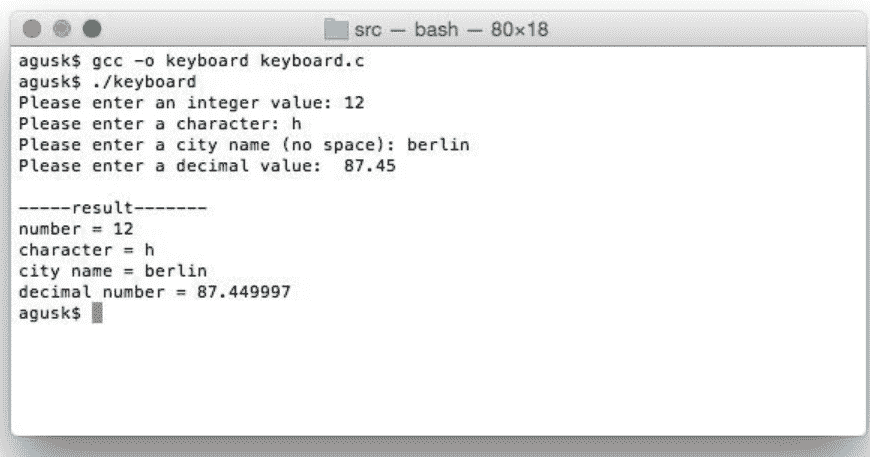 src — bash — 80×18
agusk$ gcc -o keyboard keyboard.c
agusk$ ./keyboard
Please enter an integer value: 12
Please enter a character: h
Please enter a city name (no space): berlin
Please enter a decimal value:  87.45
-----result-------
number = 12
character = h
city name = berlin
decimal number = 87.449997
agusk$